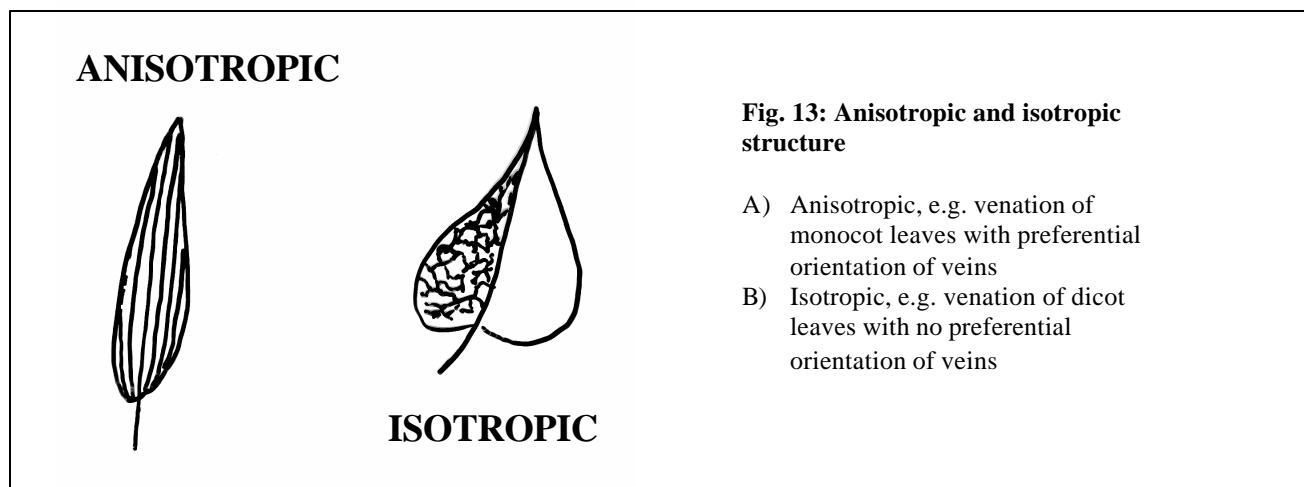 ANISOTROPIC
ISOTROPIC
Fig. 13: Anisotropic and isotropic
structure
A) Anisotropic, e.g. venation of
monocot leaves with preferential
orientation of veins
B) Isotropic, e.g. venation of dicot
leaves with no preferential
orientation of veins